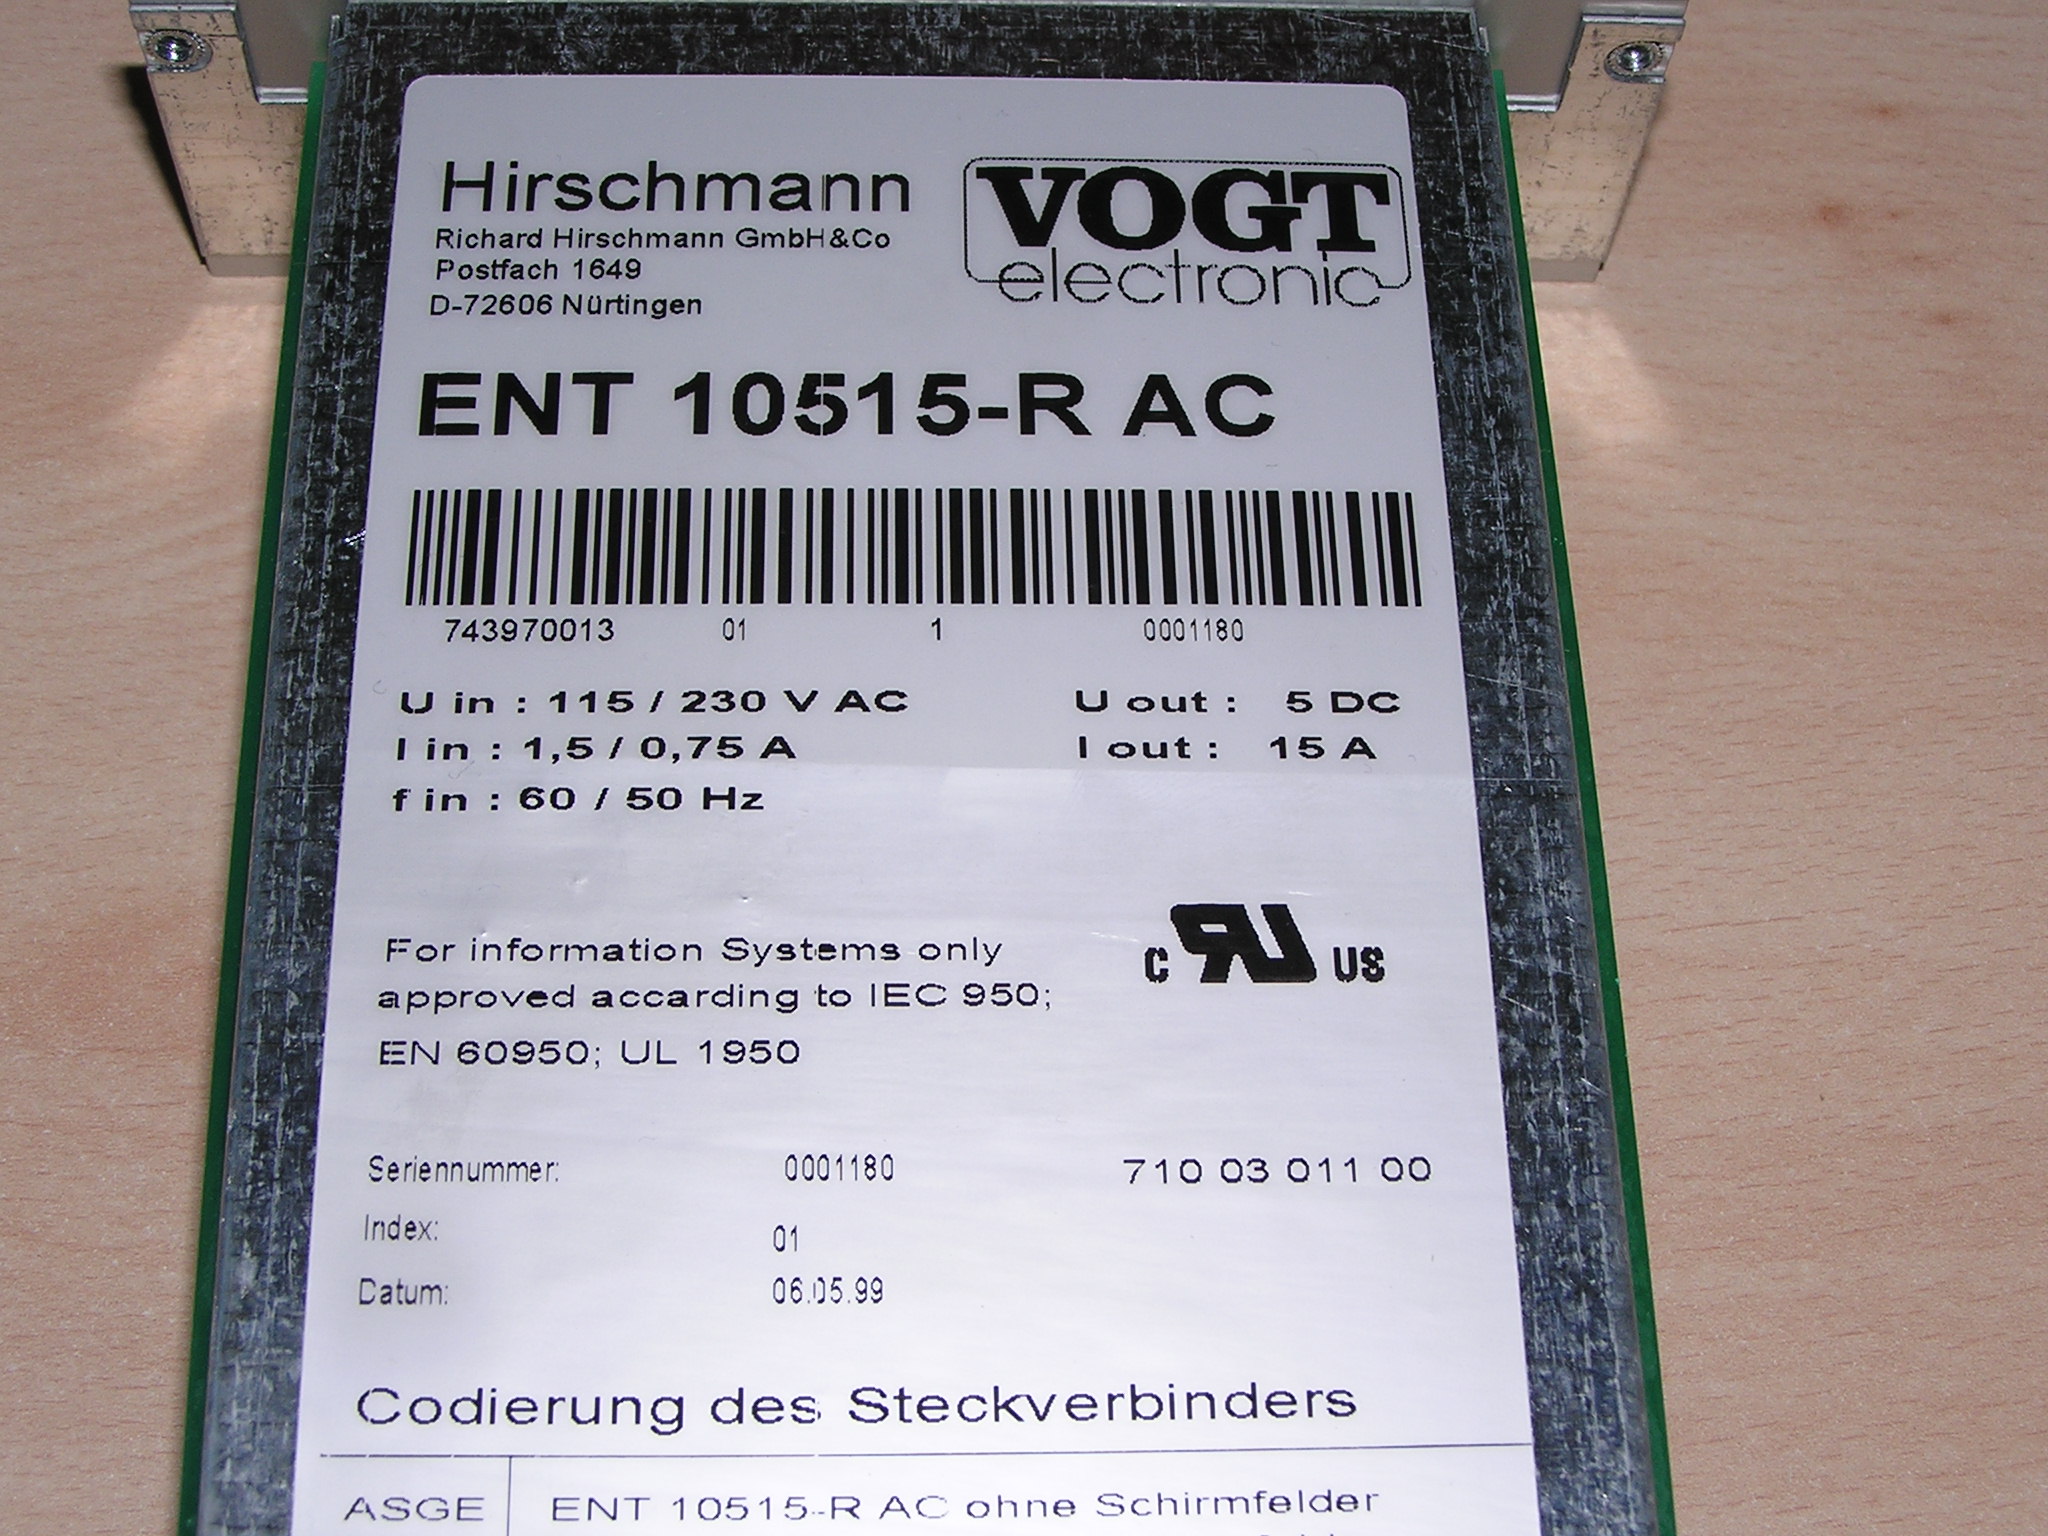 Hirschmann
Richard Hirschmann GmbH&Co
Postfach 1649
D-72606 Nürtingen
VOGT
electronic
ENT 10515-R AC
743970013 01 1 0001180
U in : 115 / 230 V AC U out : 5 DC
I in : 1,5 / 0,75 A I out : 15 A
f in : 60 / 50 Hz
For information Systems only
approved accarding to IEC 950;
EN 60950; UL 1950
c RU US
Seriennummer: 0001180 710 03 011 00
Index: 01
Datum: 06.05.99
Codierung des Steckverbinders
ASGE ENT 10515-R AC ohne Schirmfelder